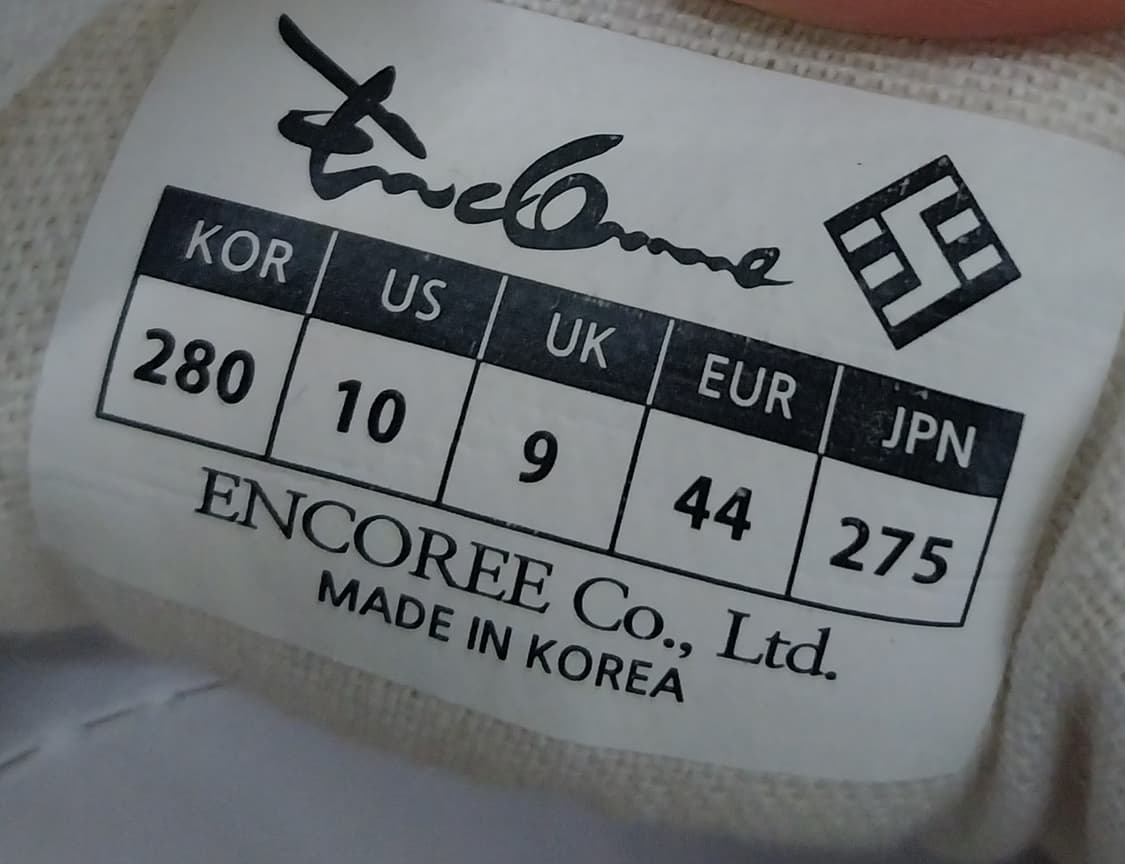 KOR US UK EUR JPN
280 10 9 44 275
ENCOREE Co., Ltd.
MADE IN KOREA